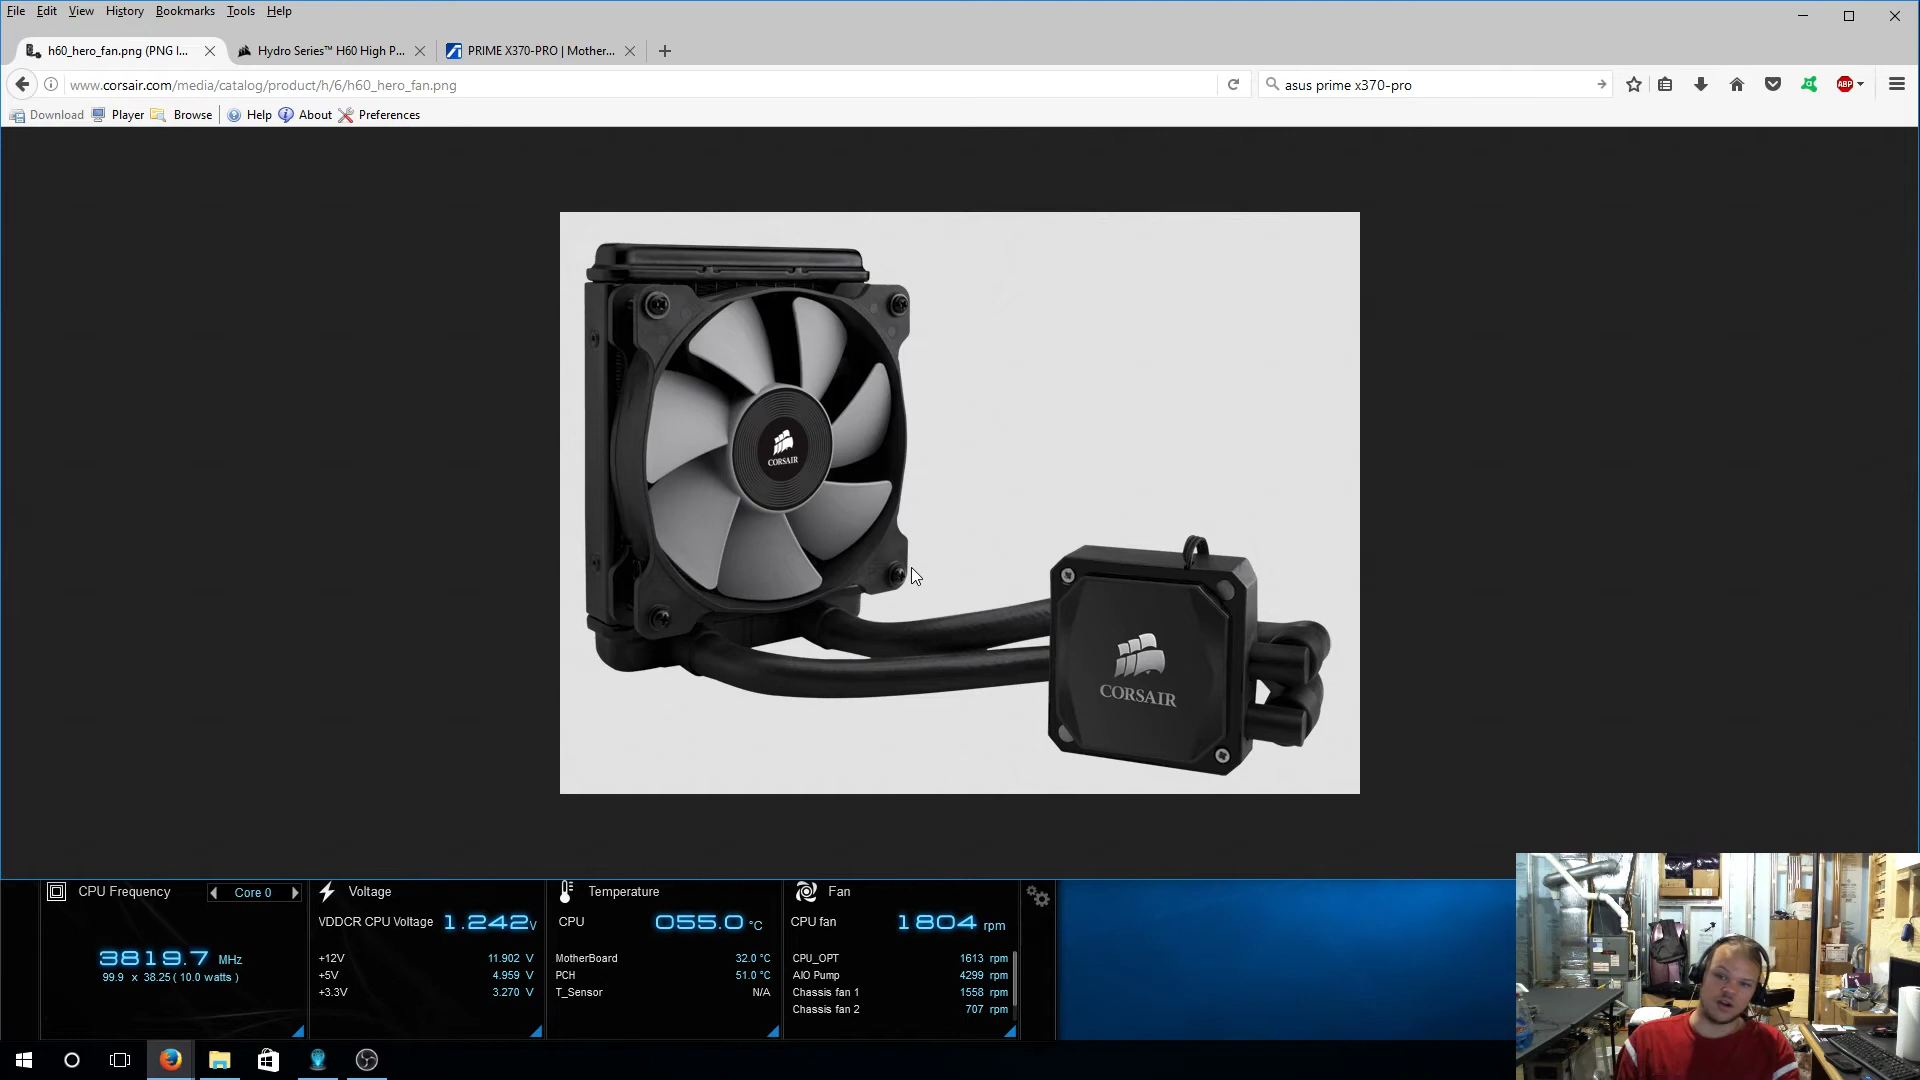 File Edit View History Bookmarks Tools Help
h60_hero_fan.png (PNG I... Hydro Series™ H60 High P... PRIME X370-PRO | Mother...
www.corsair.com/media/catalog/product/h/6/h60_hero_fan.png asus prime x370-pro ABP
Download Player Browse Help About Preferences
CORSAIR
CORSAIR
CPU Frequency Core 0 Voltage Temperature Fan
VDDCR CPU Voltage 1.242V CPU 055.0 °C CPU fan 1804 rpm
3819.7 MHz
99.9 x 38.25 ( 10.0 watts )
+12V 11.902 V MotherBoard 32.0 °C CPU_OPT 1613 rpm
+5V 4.959 V PCH 51.0 °C AIO Pump 4299 rpm
+3.3V 3.270 V T_Sensor N/A Chassis fan 1 1558 rpm
Chassis fan 2 707 rpm